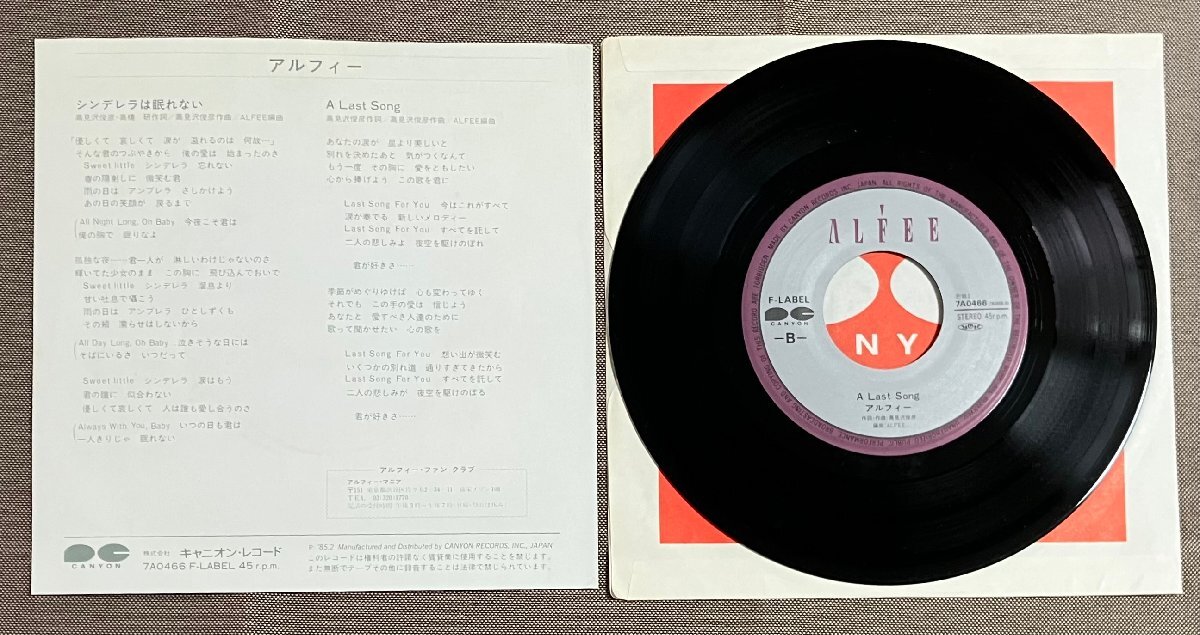 アルフィー
シンデレラは眠れない
高見沢俊彦・高橋 研作詞／高見沢俊彦作曲／ALFEE編曲
「優しくて 哀しくて 涙が 溢れるのは 何故…」
そんな君のつぶやきから 俺の愛は 始まったのさ
Sweet little シンデレラ 忘れない
春の陽射しに 微笑む君
雨の日は アンブレラ さしかけよう
あの日の笑顔が 戻るまで
All Night Long, Oh Baby 今夜こそ君は
俺の胸で 眠りなよ
孤独な夜……君一人が 淋しいわけじゃないのさ
輝いてた少女のまま この胸に 飛び込んでおいで
Sweet little シンデレラ 溜息より
甘い吐息で囁こう
雨の日は アンブレラ ひとしずくも
その頬 濡らせはしないから
All Day Long, Oh Baby 泣きそうな日には
そばにいるさ いつだって
Sweet little シンデレラ 涙はもう
君の瞳に 似合わない
優しくて哀しくて 人は誰も愛し合うのさ
Always With You, Baby いつの日も君は
一人きりじゃ 眠れない
A Last Song
高見沢俊彦作詞／高見沢俊彦作曲／ALFEE編曲
あなたの涙が 星より美しいと
別れを決めたあと 気がつくなんて
もう一度 その胸に 愛をともしたい
心から捧げよう この歌を君に
Last Song For You 今はこれがすべて
涙が奏でる 新しいメロディー
Last Song For You すべてを託して
二人の悲しみよ 夜空を駆けのぼれ
君が好きさ……
季節がめぐりゆけば 心も変わってゆく
それでも この手の愛は 信じよう
あなたと 愛すべき人達のために
歌って聞かせたい 心の歌を
Last Song For You 想い出が微笑む
いくつかの別れ道 通りすぎてきたから
Last Song For You すべてを託して
二人の悲しみが 夜空を駆けのぼる
君が好きさ……
アルフィー・ファン クラブ
アルフィー・マニア
CANYON
株式会社 キャニオン・レコード
7A0466 F-LABEL 45 r.p.m.
P '85.2 Manufactured and Distributed by CANYON RECORDS, INC., JAPAN
このレコードは権利者の許諾なく賃貸業に使用することを禁じます。
また無断でテープその他に録音することは法律で禁じられています。
ALFEE
F-LABEL
CANYON
—B—
7A0466
STEREO 45r.p.m.
NY
A Last Song
アルフィー
作詞・作曲：高見沢俊彦
編曲：ALFEE